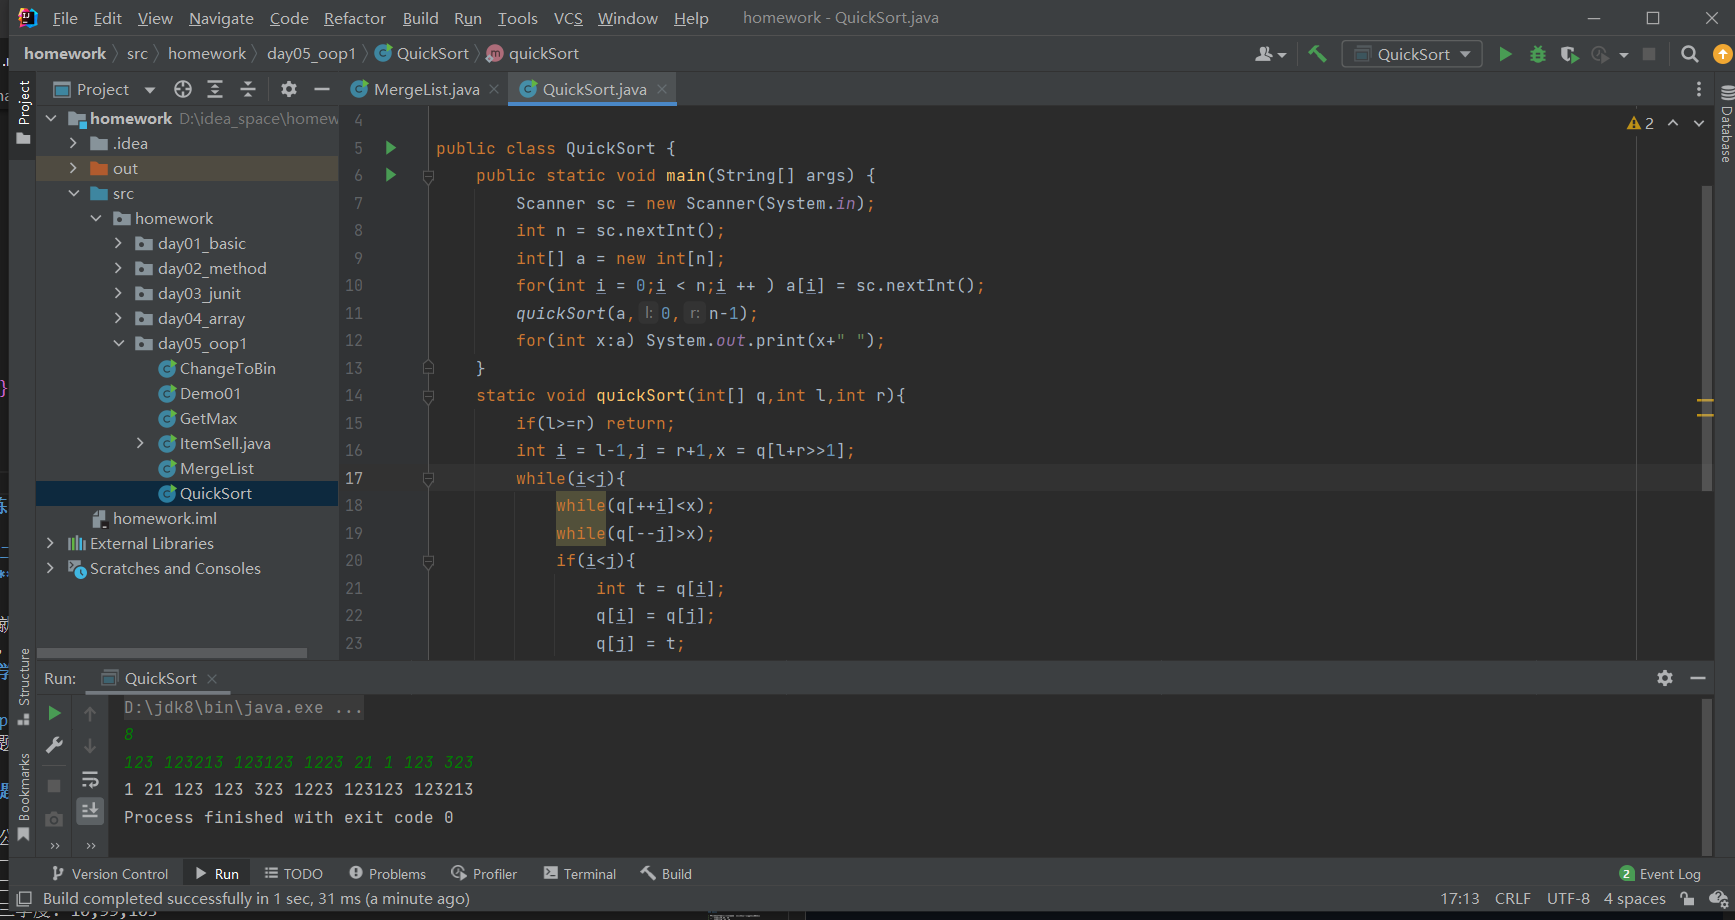 File Edit View Navigate Code Refactor Build Run Tools VCS Window Help homework - QuickSort.java
homework src homework day05_oop1 QuickSort quickSort QuickSort
Project MergeList.java QuickSort.java
Project
homework D:\idea_space\homew
.idea
out
src
homework
day01_basic
day02_method
day03_junit
day04_array
day05_oop1
ChangeToBin
Demo01
GetMax
ItemSell.java
MergeList
QuickSort
homework.iml
External Libraries
Scratches and Consoles
Structure
Bookmarks
Database
2
4
5 public class QuickSort {
6 public static void main(String[] args) {
7 Scanner sc = new Scanner(System.in);
8 int n = sc.nextInt();
9 int[] a = new int[n];
10 for(int i = 0;i < n;i ++ ) a[i] = sc.nextInt();
11 quickSort(a, l: 0, r: n-1);
12 for(int x:a) System.out.print(x+" ");
13 }
14 static void quickSort(int[] q,int l,int r){
15 if(l>=r) return;
16 int i = l-1,j = r+1,x = q[l+r>>1];
17 while(i<j){
18 while(q[++i]<x);
19 while(q[--j]>x);
20 if(i<j){
21 int t = q[i];
22 q[i] = q[j];
23 q[j] = t;
Run: QuickSort
D:\jdk8\bin\java.exe ...
8
123 123213 123123 1223 21 1 123 323
1 21 123 123 323 1223 123123 123213
Process finished with exit code 0
Version Control Run TODO Problems Profiler Terminal Build 2 Event Log
Build completed successfully in 1 sec, 31 ms (a minute ago) 17:13 CRLF UTF-8 4 spaces